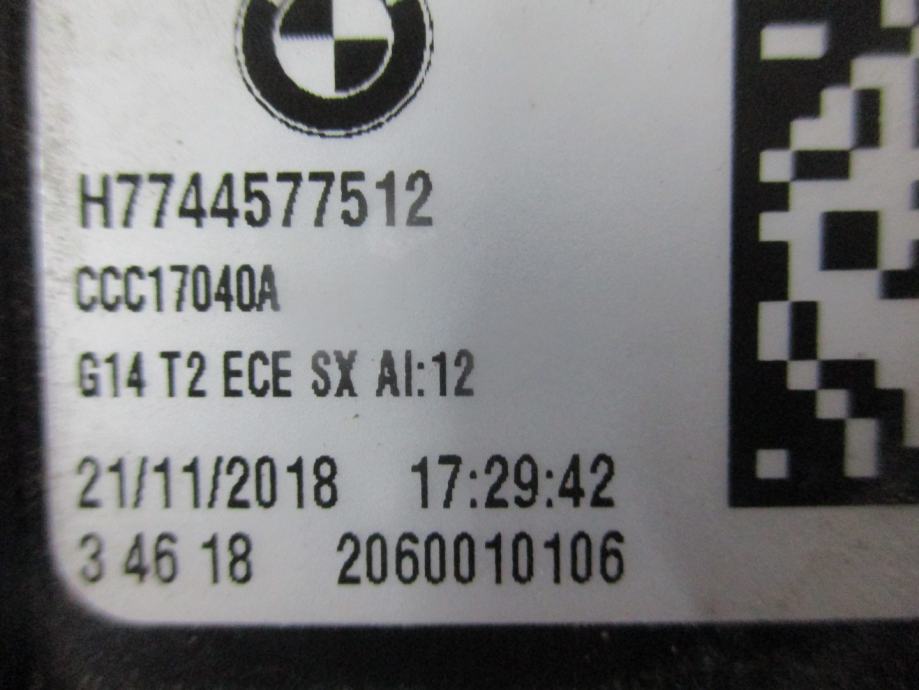 H7744577512
CCC17040A
G14 T2 ECE SX AI:12
21/11/2018 17:29:42
3 46 18 2060010106